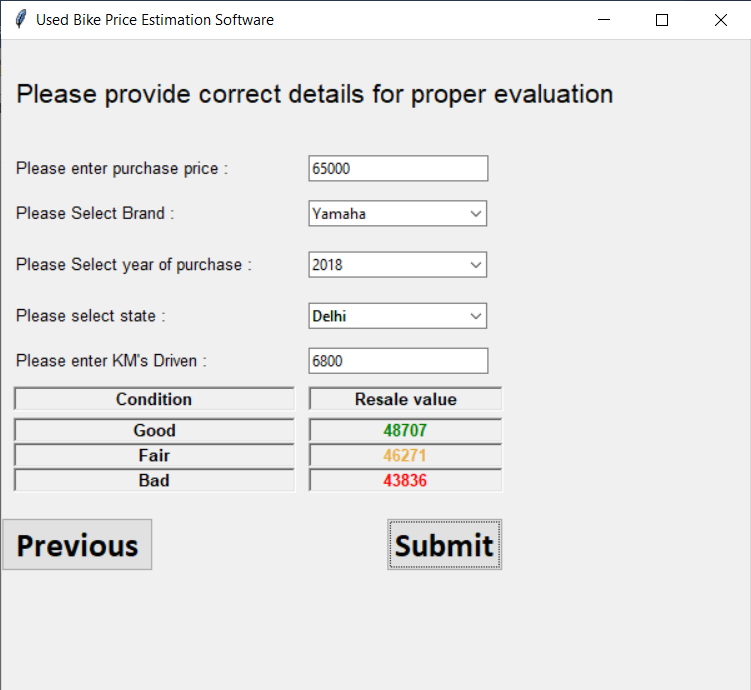 Used Bike Price Estimation Software
Please provide correct details for proper evaluation
Please enter purchase price : 65000
Please Select Brand : Yamaha
Please Select year of purchase : 2018
Please select state : Delhi
Please enter KM's Driven : 6800
Condition Resale value
Good 48707
Fair 46271
Bad 43836
Previous Submit